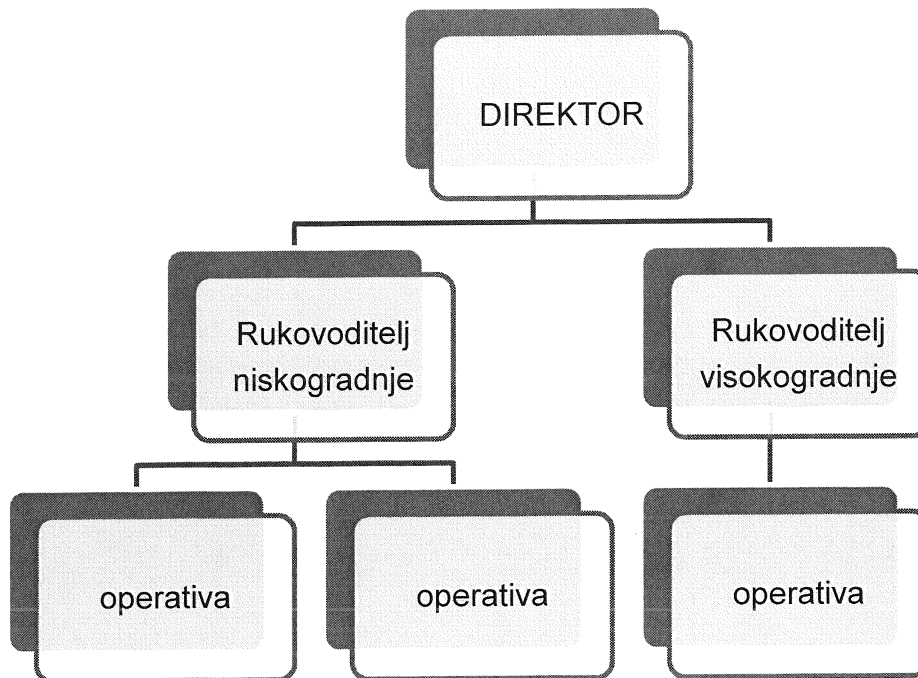 DIREKTOR
Rukovoditelj
niskogradnje
Rukovoditelj
visokogradnje
operativa
operativa
operativa